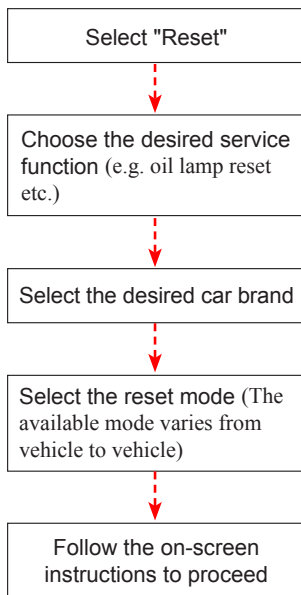 Select "Reset"
Choose the desired service
function (e.g. oil lamp reset
etc.)
Select the desired car brand
Select the reset mode (The
available mode varies from
vehicle to vehicle)
Follow the on-screen
instructions to proceed